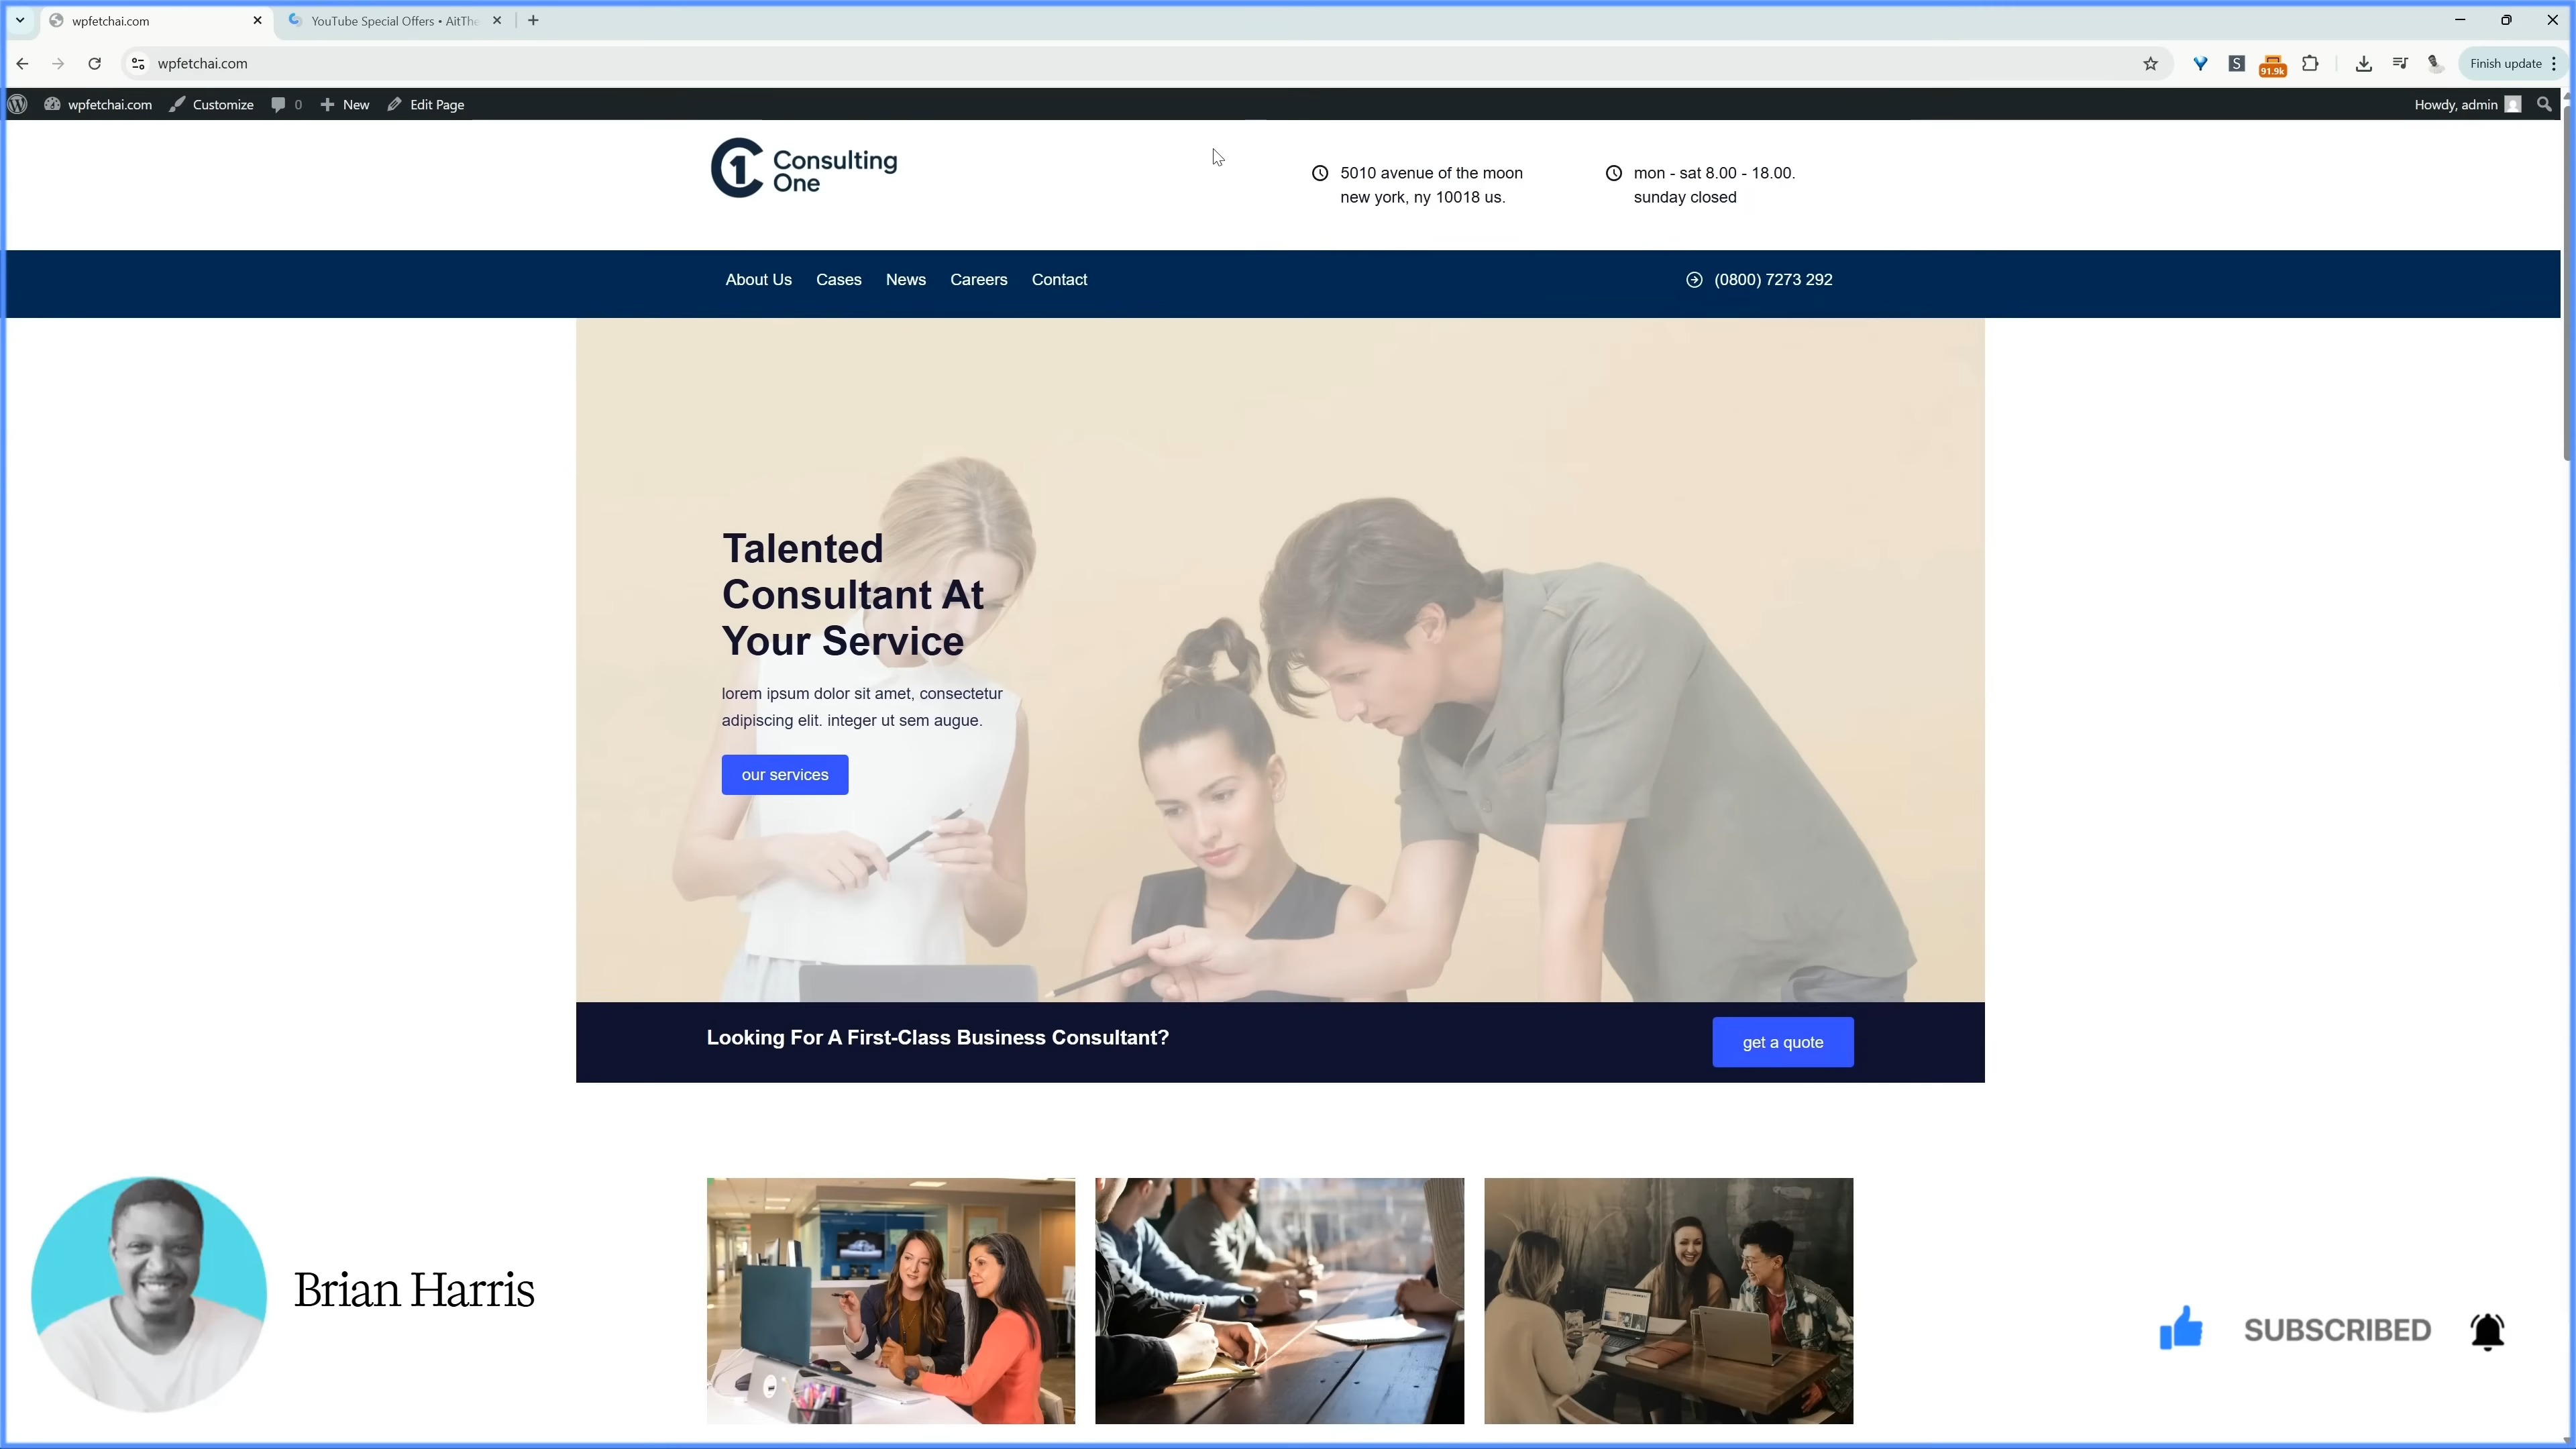 wpfetchai.com
YouTube Special Offers • AitThe
wpfetchai.com
91.9k
Finish update
wpfetchai.com Customize 0 New Edit Page
Howdy, admin
C1 Consulting
One
5010 avenue of the moon
new york, ny 10018 us.
mon - sat 8.00 - 18.00.
sunday closed
About Us Cases News Careers Contact
(0800) 7273 292
Talented
Consultant At
Your Service
lorem ipsum dolor sit amet, consectetur
adipiscing elit. integer ut sem augue.
our services
Looking For A First-Class Business Consultant?
get a quote
Brian Harris
SUBSCRIBED